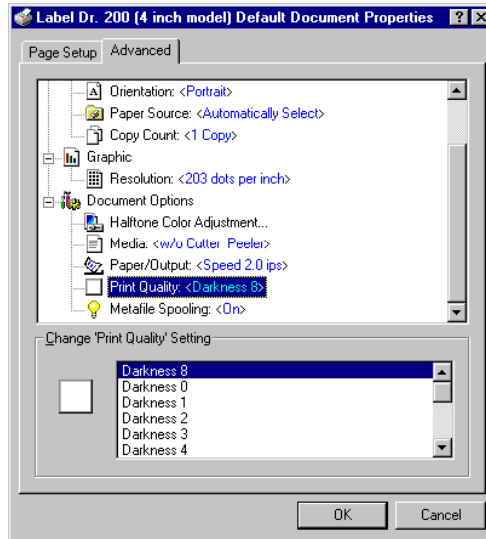 Label Dr. 200 (4 inch model) Default Document Properties
Page Setup Advanced
Orientation: <Portrait>
Paper Source: <Automatically Select>
Copy Count: <1 Copy>
Graphic
Resolution: <203 dots per inch>
Document Options
Halftone Color Adjustment...
Media: <w/o Cutter Peeler>
Paper/Output: <Speed 2.0 ips>
Print Quality: <Darkness 8>
Metafile Spooling: <On>
Change 'Print Quality' Setting
Darkness 8
Darkness 0
Darkness 1
Darkness 2
Darkness 3
Darkness 4
OK Cancel